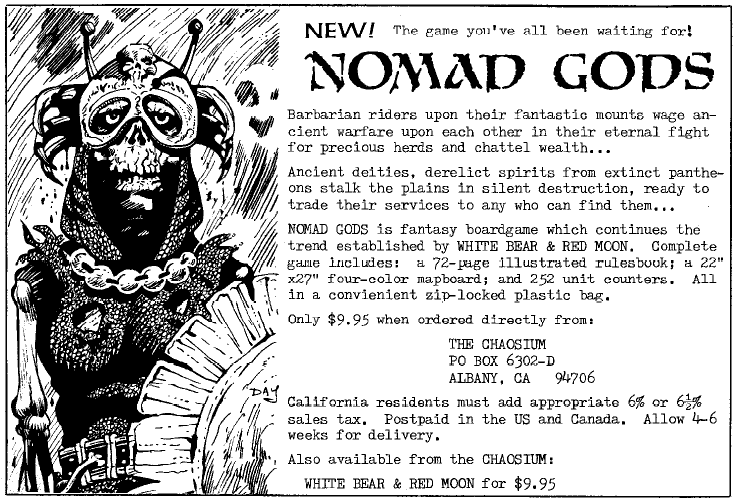 NEW! The game you've all been waiting for!
NOMAD GODS
Barbarian riders upon their fantastic mounts wage an-
cient warfare upon each other in their eternal fight
for precious herds and chattel wealth...
Ancient deities, derelict spirits from extinct panthe-
ons stalk the plains in silent destruction, ready to
trade their services to any who can find them...
NOMAD GODS is fantasy boardgame which continues the
trend established by WHITE BEAR & RED MOON. Complete
game includes: a 72-page illustrated rulesbook; a 22"
x27" four-color mapboard; and 252 unit counters. All
in a convienient zip-locked plastic bag.
Only $9.95 when ordered directly from:
THE CHAOSIUM
PO BOX 6302-D
ALBANY, CA 94706
California residents must add appropriate 6% or 6½%
sales tax. Postpaid in the US and Canada. Allow 4-6
weeks for delivery.
Also available from the CHAOSIUM:
WHITE BEAR & RED MOON for $9.95
DAY